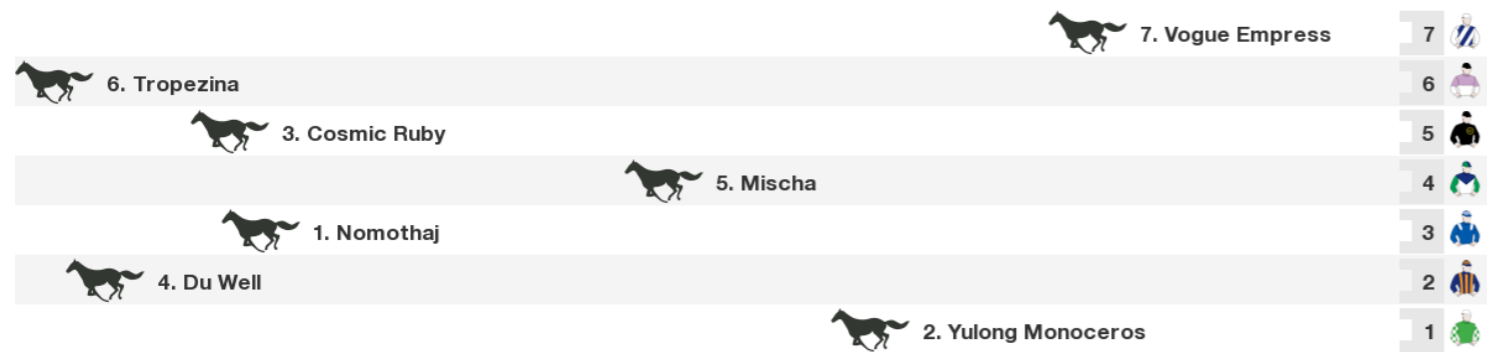 7. Vogue Empress 7
6. Tropezina 6
3. Cosmic Ruby 5
5. Mischa 4
1. Nomothaj 3
4. Du Well 2
2. Yulong Monoceros 1